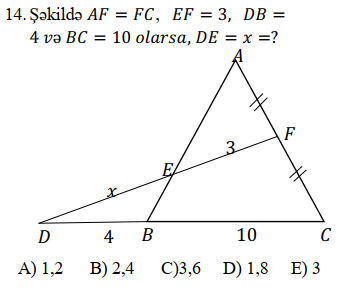 14. Şəkildə AF = FC, EF = 3, DB =
4 və BC = 10 olarsa, DE = x =?
A
F
3
E
x
D 4 B 10 C
A) 1,2 B) 2,4 C)3,6 D) 1,8 E) 3